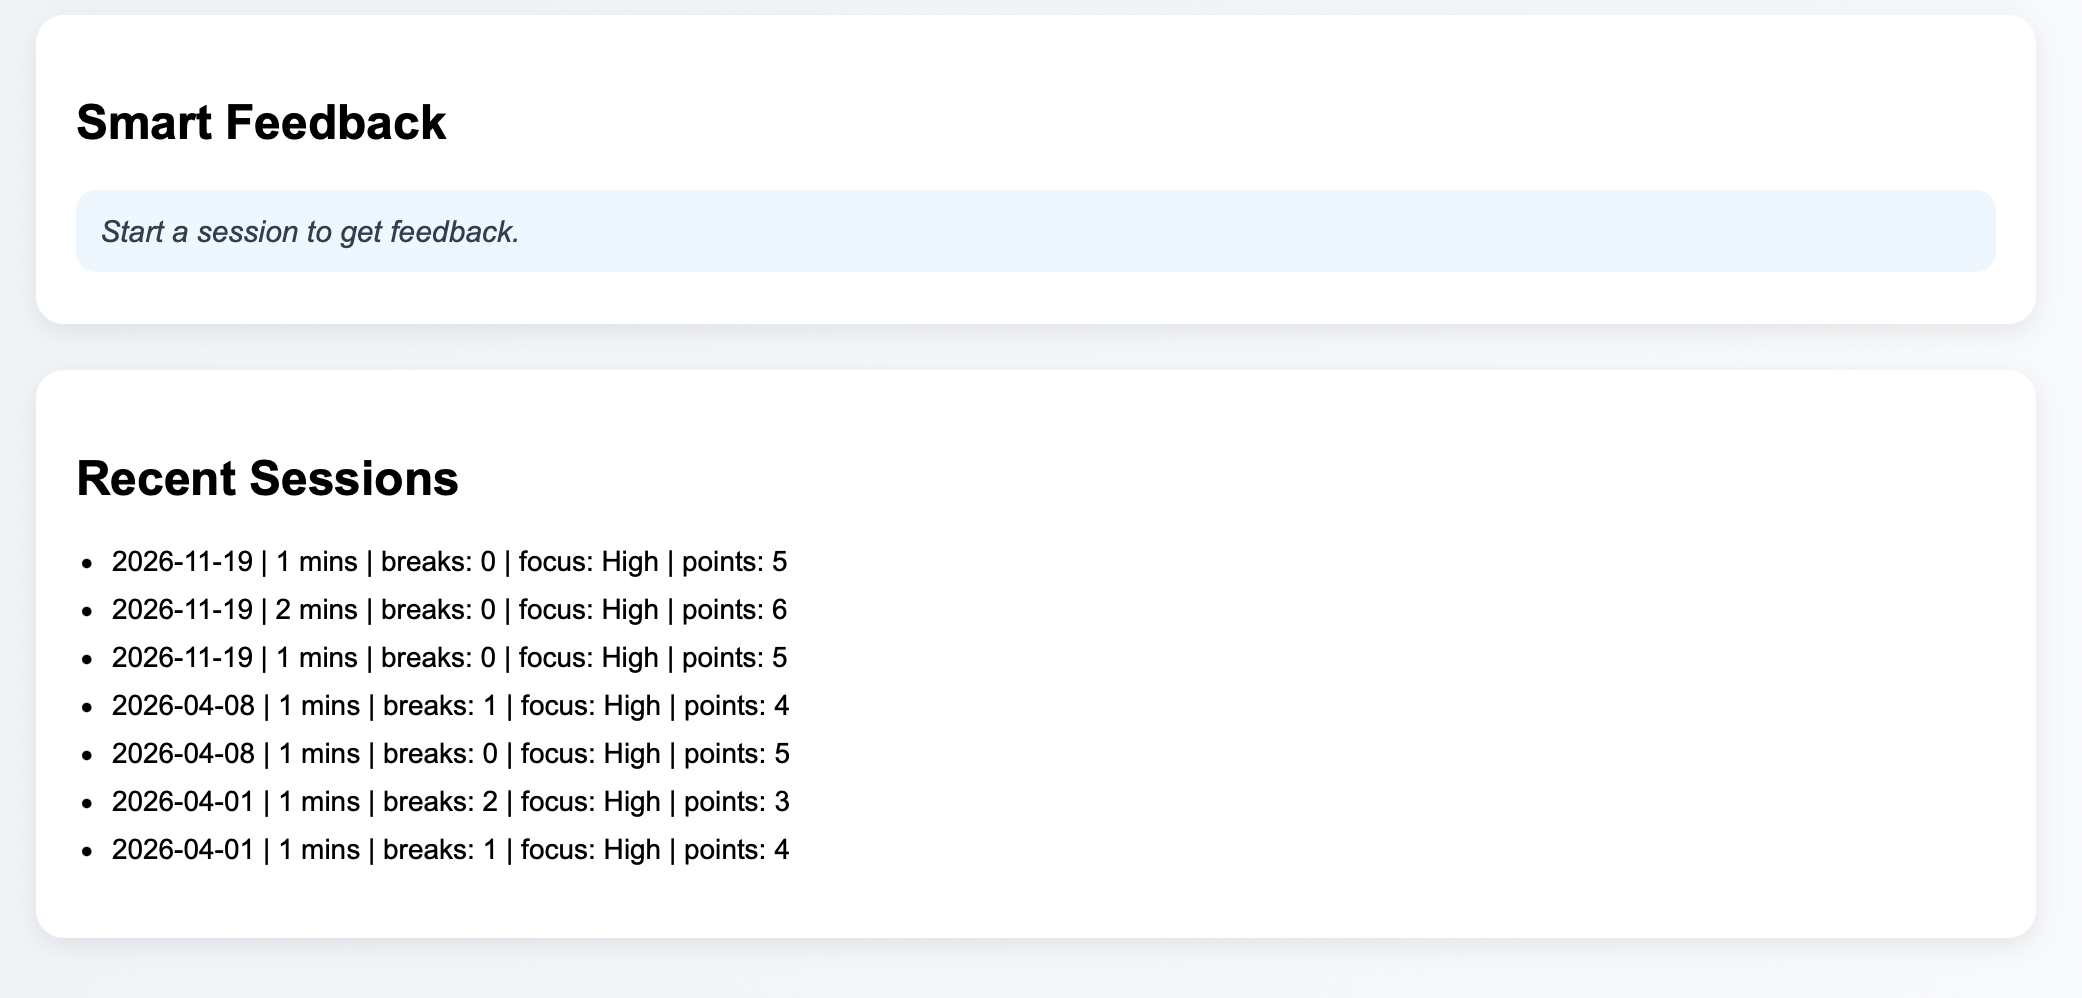 Smart Feedback
Start a session to get feedback.
Recent Sessions
• 2026-11-19 | 1 mins | breaks: 0 | focus: High | points: 5
• 2026-11-19 | 2 mins | breaks: 0 | focus: High | points: 6
• 2026-11-19 | 1 mins | breaks: 0 | focus: High | points: 5
• 2026-04-08 | 1 mins | breaks: 1 | focus: High | points: 4
• 2026-04-08 | 1 mins | breaks: 0 | focus: High | points: 5
• 2026-04-01 | 1 mins | breaks: 2 | focus: High | points: 3
• 2026-04-01 | 1 mins | breaks: 1 | focus: High | points: 4